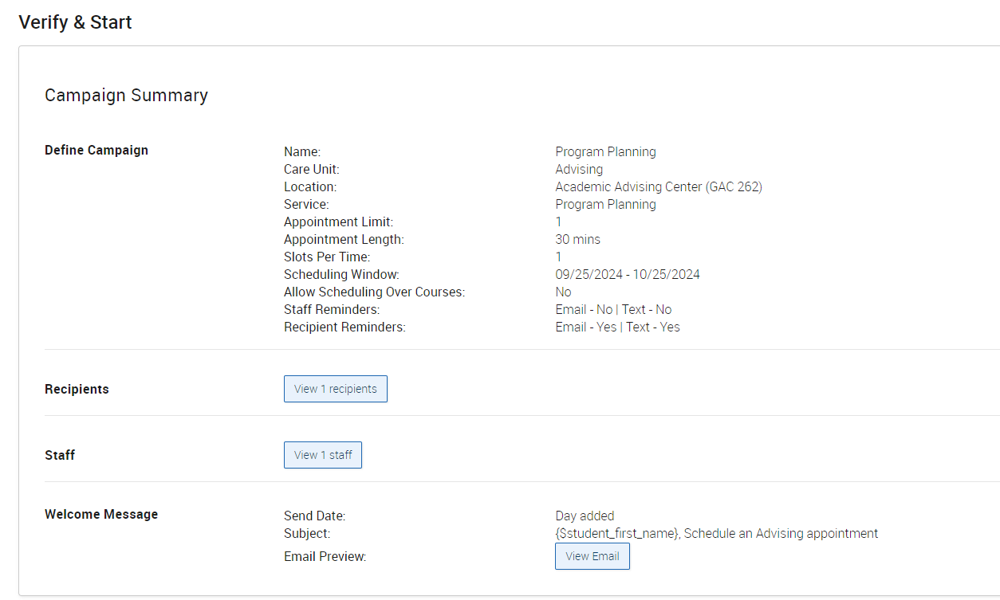 Verify & Start
Campaign Summary
Define Campaign
Name: Program Planning
Care Unit: Advising
Location: Academic Advising Center (GAC 262)
Service: Program Planning
Appointment Limit: 1
Appointment Length: 30 mins
Slots Per Time: 1
Scheduling Window: 09/25/2024 - 10/25/2024
Allow Scheduling Over Courses: No
Staff Reminders: Email - No | Text - No
Recipient Reminders: Email - Yes | Text - Yes
Recipients View 1 recipients
Staff View 1 staff
Welcome Message
Send Date: Day added
Subject: {$student_first_name}, Schedule an Advising appointment
Email Preview: View Email